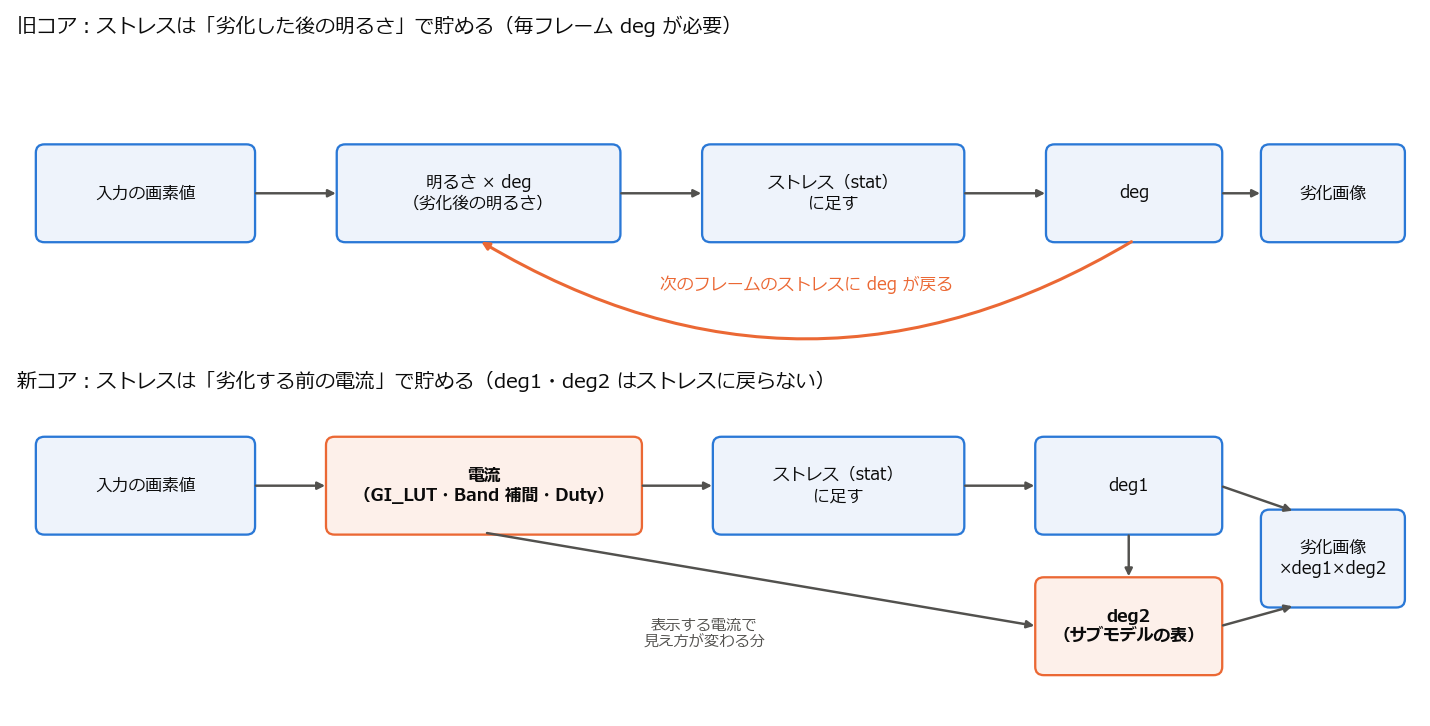 旧コア：ストレスは「劣化した後の明るさ」で貯める（毎フレーム deg が必要）
入力の画素値
明るさ × deg
（劣化後の明るさ）
ストレス（stat）
に足す
deg
劣化画像
次のフレームのストレスに deg が戻る
新コア：ストレスは「劣化する前の電流」で貯める（deg1・deg2 はストレスに戻らない）
入力の画素値
電流
（GI_LUT・Band 補間・Duty）
ストレス（stat）
に足す
deg1
劣化画像
×deg1×deg2
deg2
（サブモデルの表）
表示する電流で
見え方が変わる分